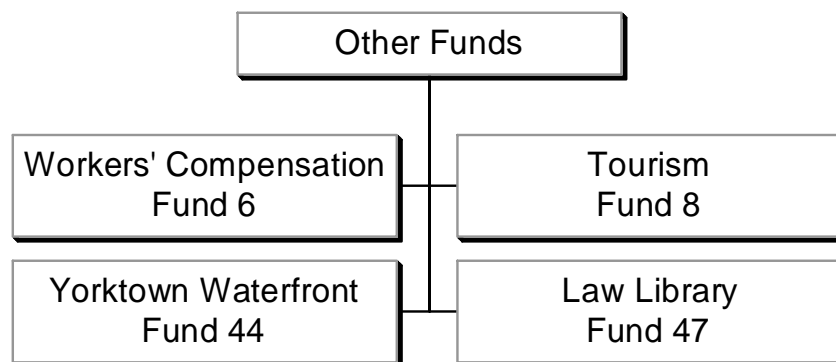 Other Funds
Workers' Compensation
Fund 6
Tourism
Fund 8
Yorktown Waterfront
Fund 44
Law Library
Fund 47